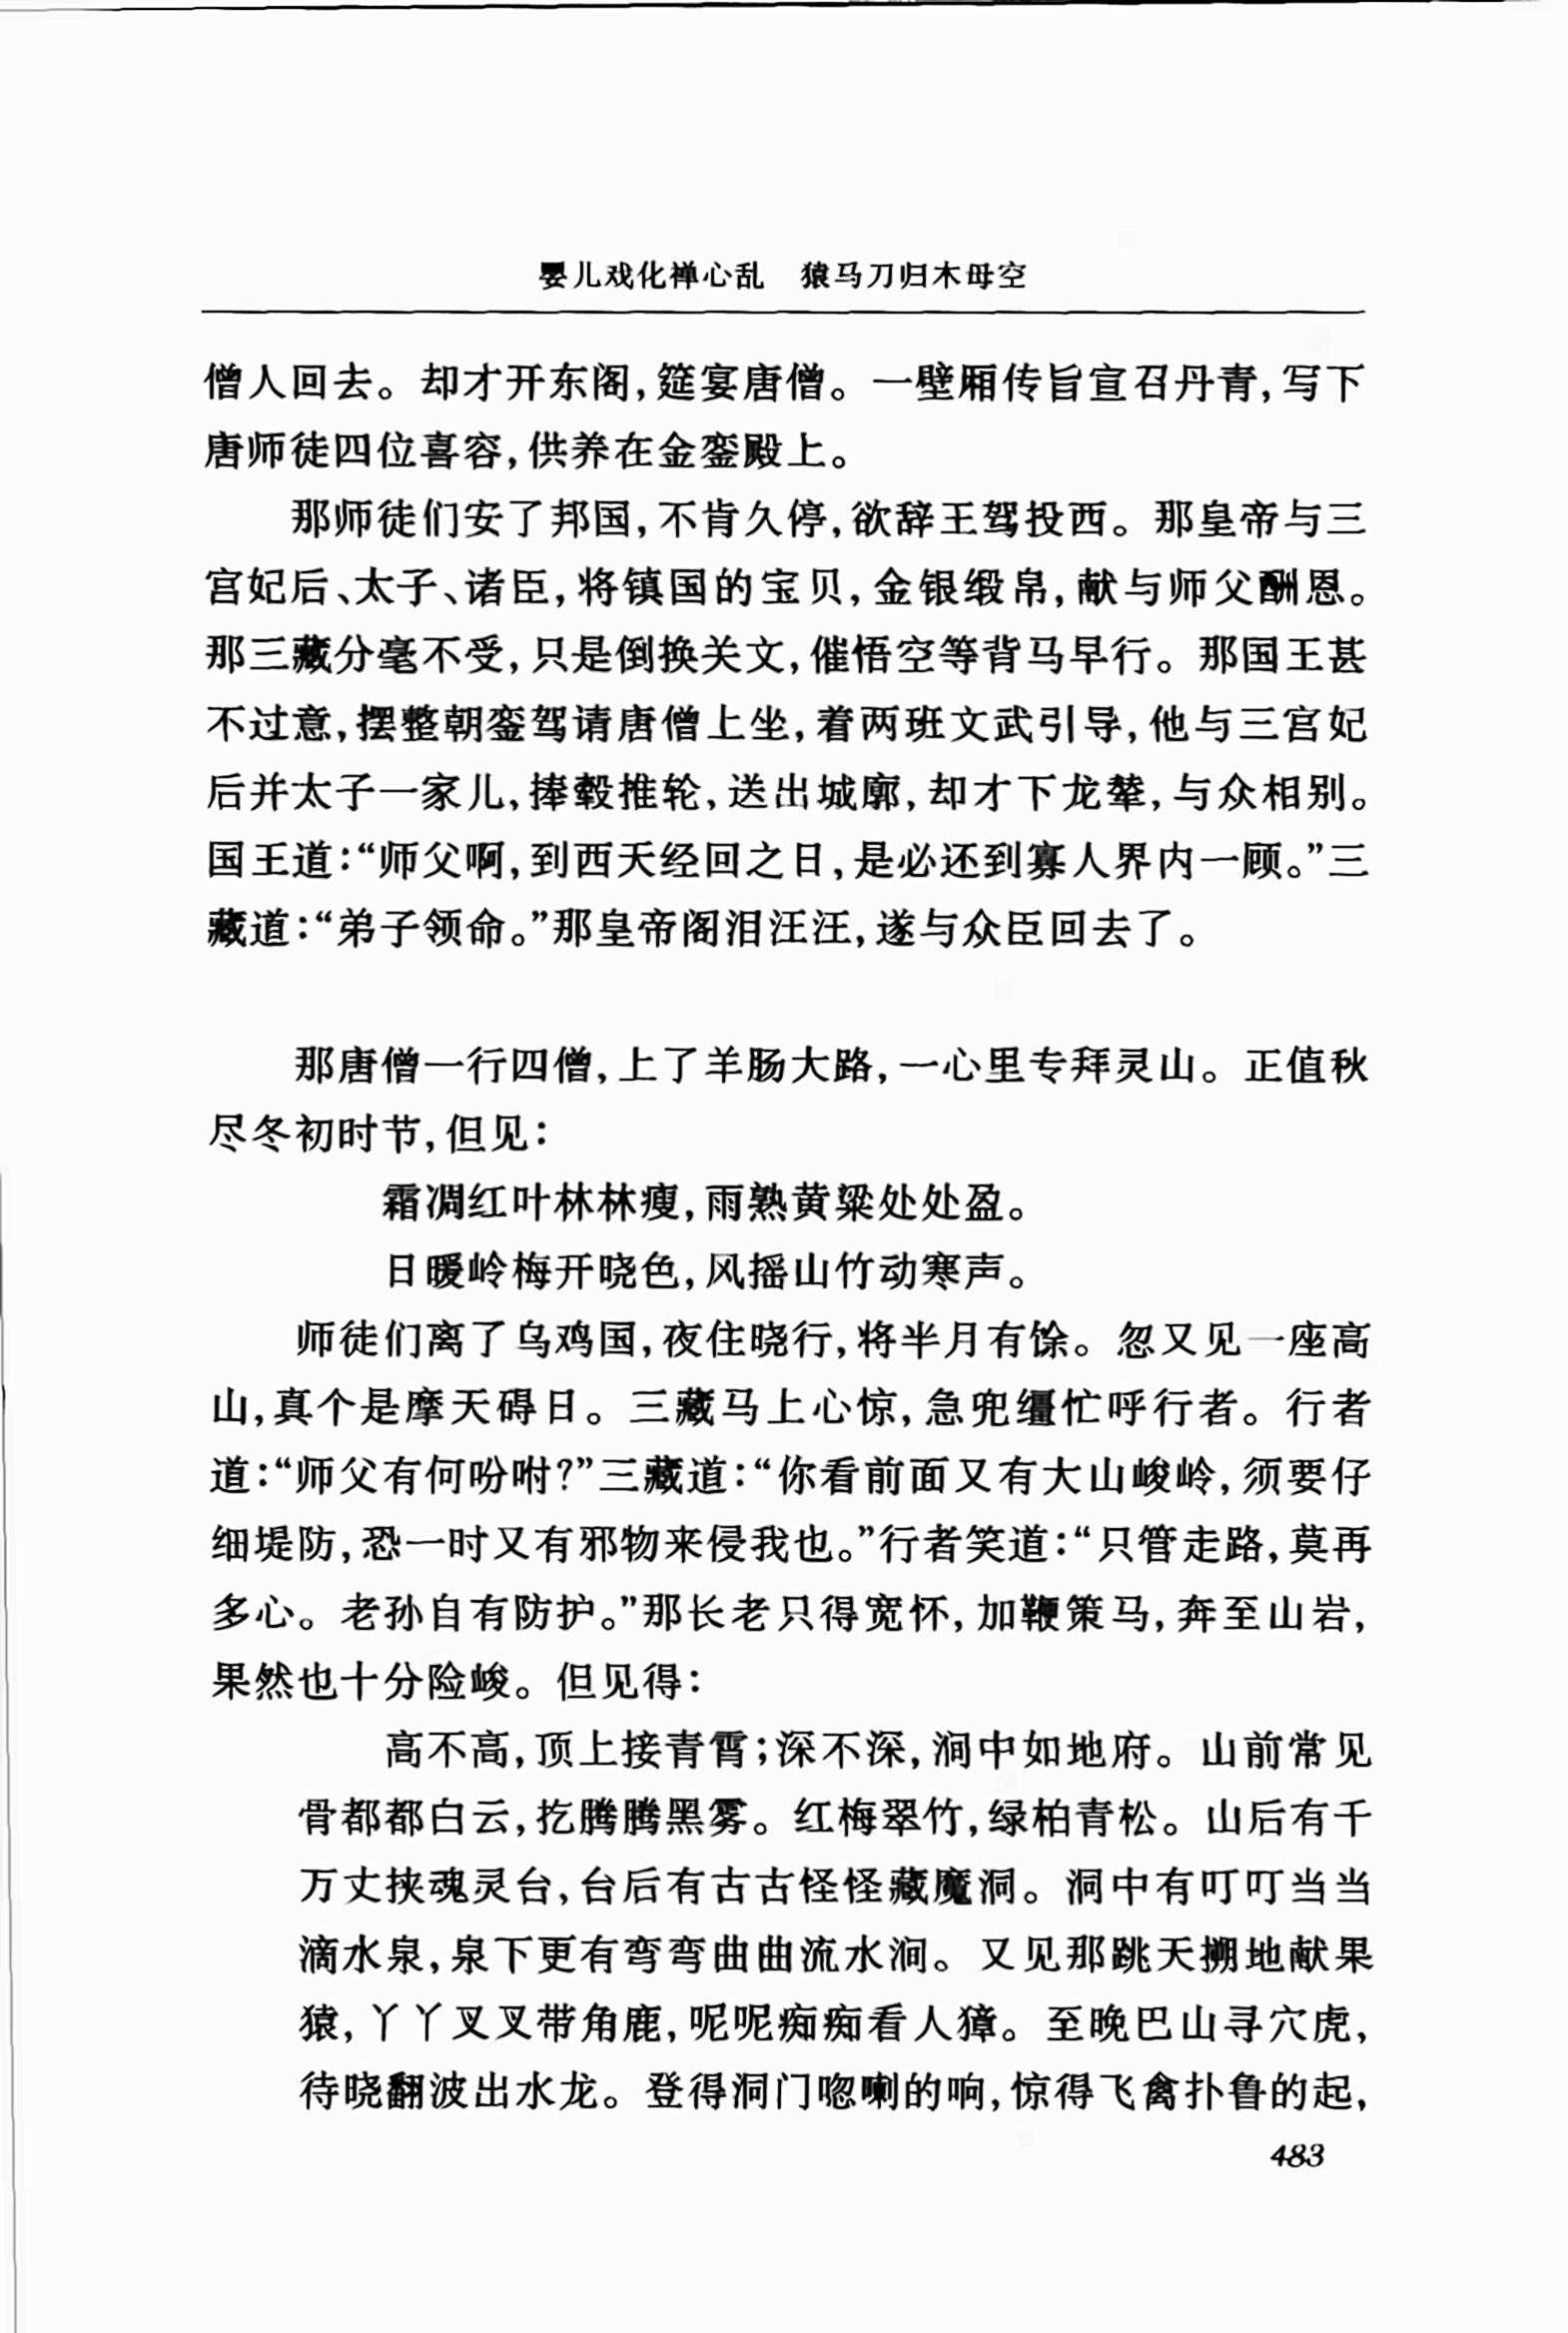 婴儿戏化禅心乱　猿马刀归木母空
僧人回去。却才开东阁,筵宴唐僧。一壁厢传旨宣召丹青,写下
唐师徒四位喜容,供养在金銮殿上。
那师徒们安了邦国,不肯久停,欲辞王驾投西。那皇帝与三
宫妃后、太子、诸臣,将镇国的宝贝,金银缎帛,献与师父酬恩。
那三藏分毫不受,只是倒换关文,催悟空等背马早行。那国王甚
不过意,摆整朝銮驾请唐僧上坐,着两班文武引导,他与三宫妃
后并太子一家儿,捧毂推轮,送出城廓,却才下龙辇,与众相别。
国王道:“师父啊,到西天经回之日,是必还到寡人界内一顾。”三
藏道:“弟子领命。”那皇帝阁泪汪汪,遂与众臣回去了。
那唐僧一行四僧,上了羊肠大路,一心里专拜灵山。正值秋
尽冬初时节,但见:
霜凋红叶林林瘦,雨熟黄粱处处盈。
日暖岭梅开晓色,风摇山竹动寒声。
师徒们离了乌鸡国,夜住晓行,将半月有馀。忽又见一座高
山,真个是摩天碍日。三藏马上心惊,急兜缰忙呼行者。行者
道:“师父有何吩咐?”三藏道:“你看前面又有大山峻岭,须要仔
细堤防,恐一时又有邪物来侵我也。”行者笑道:“只管走路,莫再
多心。老孙自有防护。”那长老只得宽怀,加鞭策马,奔至山岩,
果然也十分险峻。但见得:
高不高,顶上接青霄;深不深,涧中如地府。山前常见
骨都都白云,扢腾腾黑雾。红梅翠竹,绿柏青松。山后有千
万丈挟魂灵台,台后有古古怪怪藏魔洞。洞中有叮叮当当
滴水泉,泉下更有弯弯曲曲流水涧。又见那跳天搠地献果
猿,丫丫叉叉带角鹿,呢呢痴痴看人獐。至晚巴山寻穴虎,
待晓翻波出水龙。登得洞门唿喇的响,惊得飞禽扑鲁的起,
483